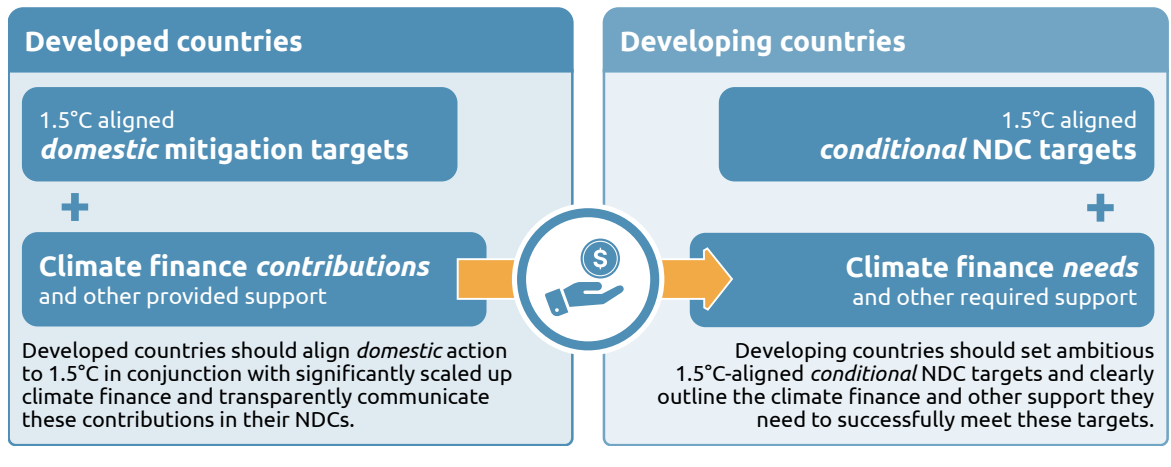 Developed countries
1.5°C aligned
domestic mitigation targets
+
Climate finance contributions
and other provided support
Developed countries should align domestic action
to 1.5°C in conjunction with significantly scaled up
climate finance and transparently communicate
these contributions in their NDCs.
$
Developing countries
1.5°C aligned
conditional NDC targets
+
Climate finance needs
and other required support
Developing countries should set ambitious
1.5°C-aligned conditional NDC targets and clearly
outline the climate finance and other support they
need to successfully meet these targets.